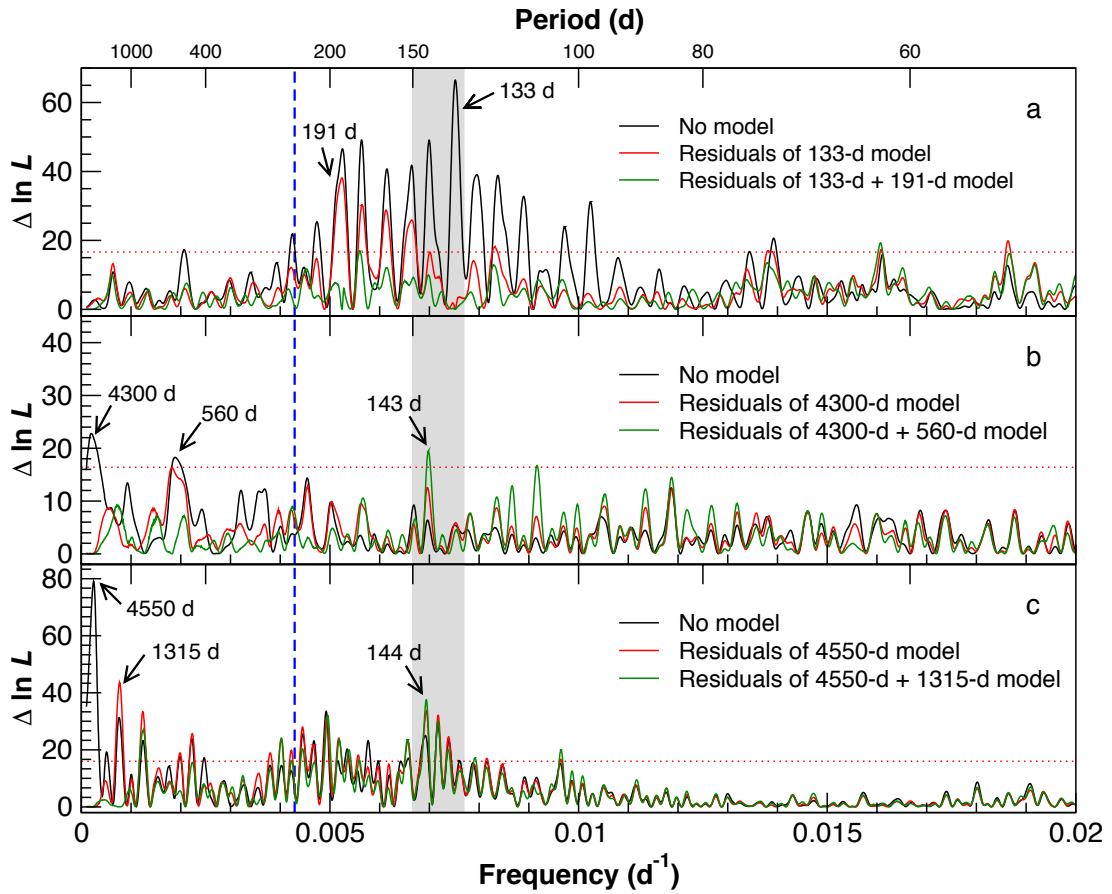 Period (d)
1000 400 200 150 100 80 60
a
133 d
191 d
No model
Residuals of 133-d model
Residuals of 133-d + 191-d model
60
40
20
0
Δ ln L
b
4300 d
560 d
143 d
No model
Residuals of 4300-d model
Residuals of 4300-d + 560-d model
40
30
20
10
0
Δ ln L
c
4550 d
1315 d
144 d
No model
Residuals of 4550-d model
Residuals of 4550-d + 1315-d model
80
60
40
20
0
Δ ln L
0 0.005 0.01 0.015 0.02
Frequency (d⁻¹)